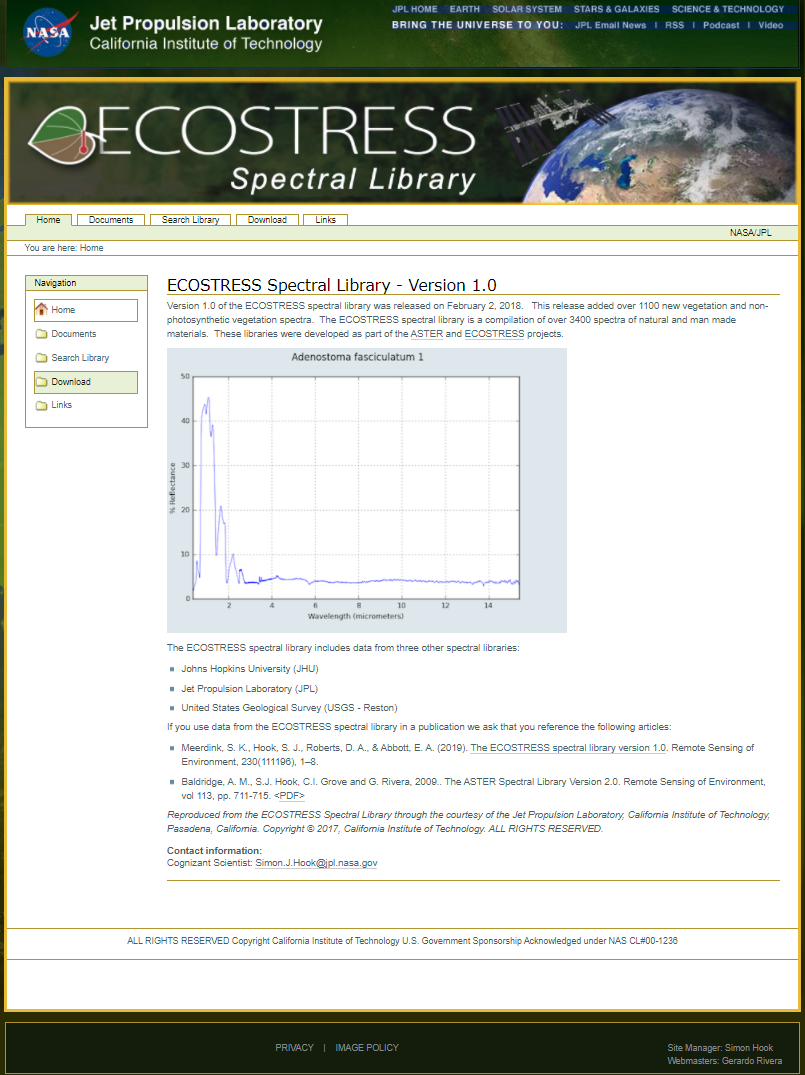 NASA
Jet Propulsion Laboratory
California Institute of Technology
JPL HOME EARTH SOLAR SYSTEM STARS & GALAXIES SCIENCE & TECHNOLOGY
BRING THE UNIVERSE TO YOU: JPL Email News | RSS | Podcast | Video
ECOSTRESS
Spectral Library
Home Documents Search Library Download Links
NASA/JPL
You are here: Home
Navigation
Home
Documents
Search Library
Download
Links
ECOSTRESS Spectral Library - Version 1.0
Version 1.0 of the ECOSTRESS spectral library was released on February 2, 2018. This release added over 1100 new vegetation and non-
photosynthetic vegetation spectra. The ECOSTRESS spectral library is a compilation of over 3400 spectra of natural and man made
materials. These libraries were developed as part of the ASTER and ECOSTRESS projects.
Adenostoma fasciculatum 1
50
40
30
20
10
0
% Reflectance
2 4 6 8 10 12 14
Wavelength (micrometers)
The ECOSTRESS spectral library includes data from three other spectral libraries:
Johns Hopkins University (JHU)
Jet Propulsion Laboratory (JPL)
United States Geological Survey (USGS - Reston)
If you use data from the ECOSTRESS spectral library in a publication we ask that you reference the following articles:
Meerdink, S. K., Hook, S. J., Roberts, D. A., & Abbott, E. A. (2019). The ECOSTRESS spectral library version 1.0. Remote Sensing of
Environment, 230(111196), 1–8.
Baldridge, A. M., S.J. Hook, C.I. Grove and G. Rivera, 2009.. The ASTER Spectral Library Version 2.0. Remote Sensing of Environment,
vol 113, pp. 711-715. <PDF>
Reproduced from the ECOSTRESS Spectral Library through the courtesy of the Jet Propulsion Laboratory, California Institute of Technology,
Pasadena, California. Copyright © 2017, California Institute of Technology. ALL RIGHTS RESERVED.
Contact information:
Cognizant Scientist: Simon.J.Hook@jpl.nasa.gov
ALL RIGHTS RESERVED Copyright California Institute of Technology U.S. Government Sponsorship Acknowledged under NAS CL#00-1236
PRIVACY | IMAGE POLICY
Site Manager: Simon Hook
Webmasters: Gerardo Rivera